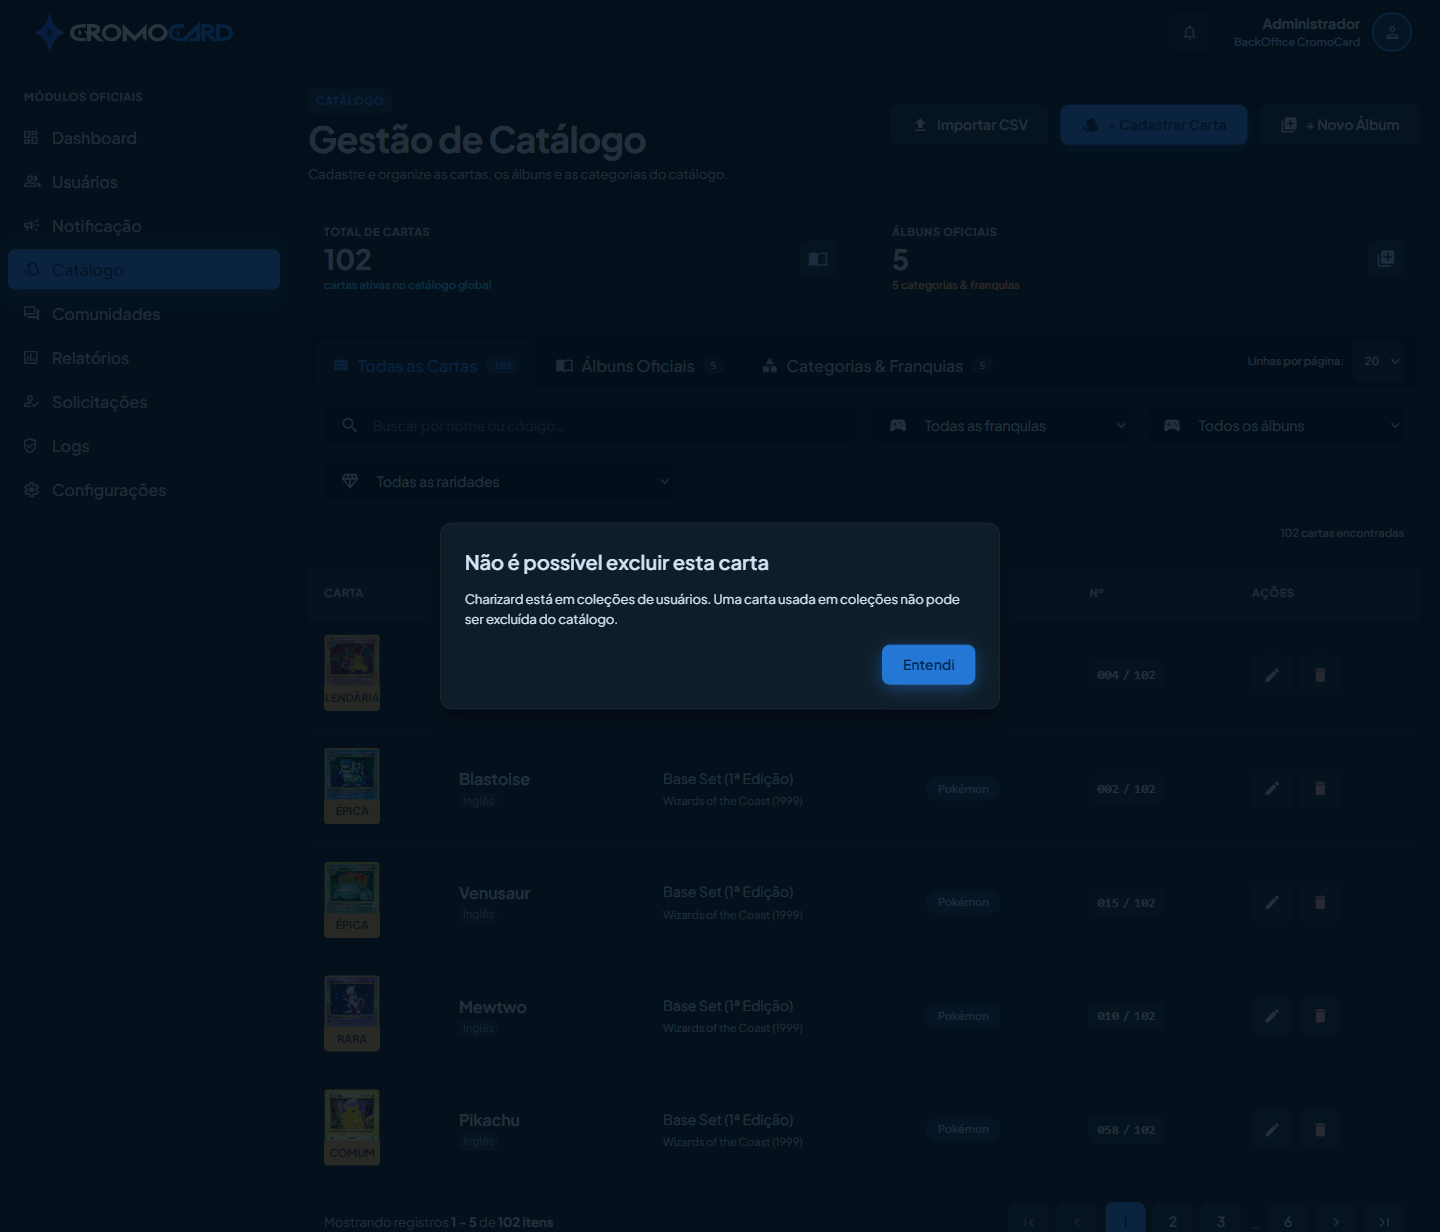 CROMOCARD
Administrador
BackOffice CromoCard
MÓDULOS OFICIAIS
Dashboard
Usuários
Notificação
Catálogo
Comunidades
Relatórios
Solicitações
Logs
Configurações
CATÁLOGO
Gestão de Catálogo
Cadastre e organize as cartas, os álbuns e as categorias do catálogo.
Importar CSV
+ Cadastrar Carta
+ Novo Álbum
TOTAL DE CARTAS
102
cartas ativas no catálogo global
ÁLBUNS OFICIAIS
5
5 categorias & franquias
Todas as Cartas 102
Álbuns Oficiais 5
Categorias & Franquias 5
Linhas por página: 20
Buscar por nome ou código...
Todas as franquias
Todos os álbuns
Todas as raridades
102 cartas encontradas
Não é possível excluir esta carta
Charizard está em coleções de usuários. Uma carta usada em coleções não pode
ser excluída do catálogo.
Entendi
CARTA
Nº
AÇÕES
LENDÁRIA
004 / 102
ÉPICA
Blastoise
Inglês
Base Set (1ª Edição)
Wizards of the Coast (1999)
Pokémon
002 / 102
ÉPICA
Venusaur
Inglês
Base Set (1ª Edição)
Wizards of the Coast (1999)
Pokémon
015 / 102
RARA
Mewtwo
Inglês
Base Set (1ª Edição)
Wizards of the Coast (1999)
Pokémon
010 / 102
COMUM
Pikachu
Inglês
Base Set (1ª Edição)
Wizards of the Coast (1999)
Pokémon
058 / 102
Mostrando registros 1 - 5 de 102 itens
1 2 3 ... 6